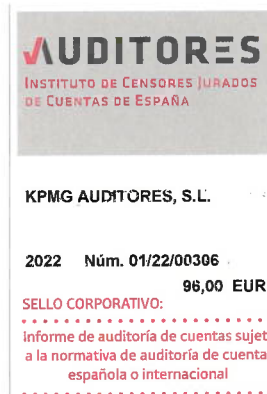 AUDITORES
INSTITUTO DE CENSORES JURADOS
DE CUENTAS DE ESPAÑA
KPMG AUDITORES, S.L.
2022 Núm. 01/22/00306
96,00 EUR
SELLO CORPORATIVO:
Informe de auditoría de cuentas sujet
a la normativa de auditoría de cuenta
española o internacional